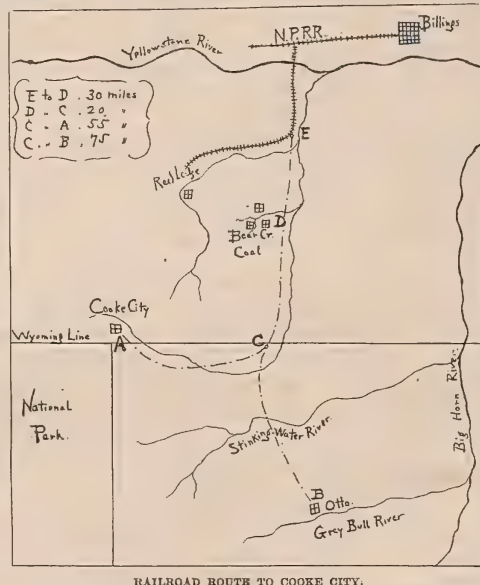 Billings
N.P.RR.
Yellowstone River
E to D . 30 miles
D .. C . 20 . "
C .. A . 55 "
C .. B . 75 "
E
Red Lodge
D
Bear Cr.
Coal
Cooke City
Wyoming Line
A
C
National
Park.
Big Horn River
Stinking-Water River
B
Otto.
Grey Bull River
RAILROAD ROUTE TO COOKE CITY.